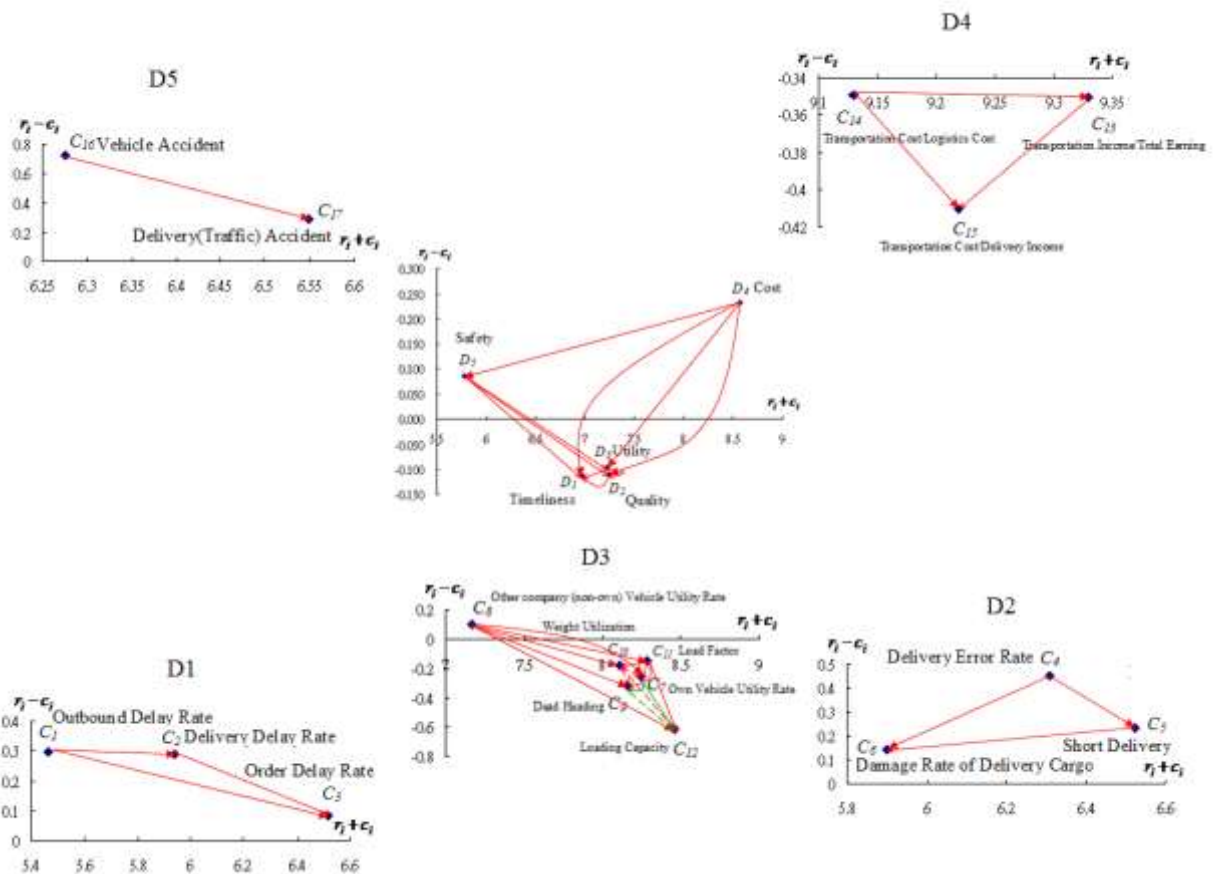 D5
rᵢ−cᵢ
C₁₆ Vehicle Accident
0.8
0.6
0.4
0.2
0
C₁₇
Delivery(Traffic) Accident
rᵢ+cᵢ
6.25 6.3 6.35 6.4 6.45 6.5 6.55 6.6
D4
rᵢ−cᵢ
rᵢ+cᵢ
-0.34
-0.36
-0.38
-0.4
-0.42
9.1 9.15 9.2 9.25 9.3 9.35
C₁₄
Transportation Cost Logistics Cost
Transportation Income Total Earning
C₁₅
Transportation Cost Delivery Income
rᵢ−cᵢ
0.300
0.250
0.200
0.150
0.100
0.050
0.000
-0.050
-0.100
-0.150
D₄ Cost
Safety
D₅
rᵢ+cᵢ
5.5 6 7 7.5 8 8.5 9
Utility
D₁
D₂
Timeliness
Quality
D3
rᵢ−cᵢ
0.2
0
-0.2
-0.4
-0.6
-0.8
C₈
Other company (non-own) Vehicle Utility Rate
rᵢ+cᵢ
Weight Utilization
7 7.5 8 8.5 9
C₁₀
C₁₁ Load Factor
C₇
Own Vehicle Utility Rate
Dead Heading C₉
Loading Capacity C₁₂
D1
rᵢ−cᵢ
0.4
0.3
0.2
0.1
0
Outbound Delay Rate
C₁
C₂ Delivery Delay Rate
Order Delay Rate
C₃
rᵢ+cᵢ
5.4 5.6 5.8 6 6.2 6.4 6.6
D2
rᵢ−cᵢ
0.5
0.4
0.3
0.2
0.1
0
Delivery Error Rate C₄
C₅
Short Delivery
C₆
Damage Rate of Delivery Cargo
rᵢ+cᵢ
5.8 6 6.2 6.4 6.6